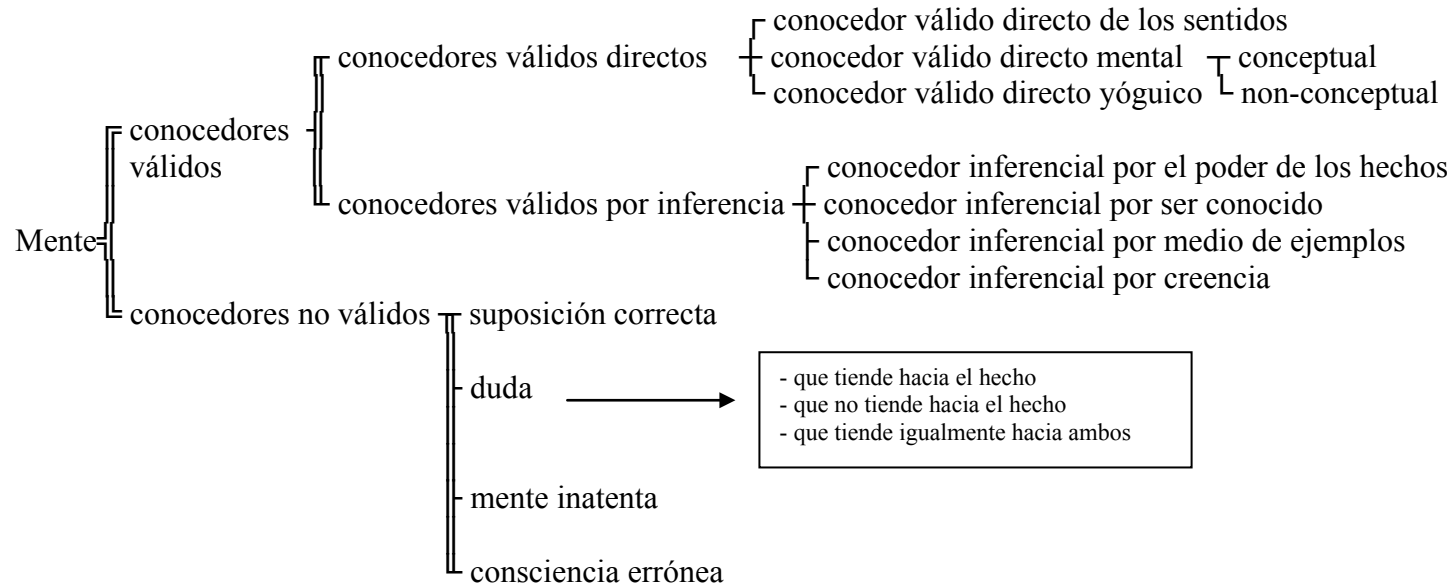 conocedor válido directo de los sentidos
conocedores válidos directos conocedor válido directo mental conceptual
conocedor válido directo yóguico non-conceptual
conocedores
válidos
conocedor inferencial por el poder de los hechos
conocedores válidos por inferencia conocedor inferencial por ser conocido
Mente conocedor inferencial por medio de ejemplos
conocedor inferencial por creencia
conocedores no válidos suposición correcta
duda
- que tiende hacia el hecho
- que no tiende hacia el hecho
- que tiende igualmente hacia ambos
mente inatenta
consciencia errónea